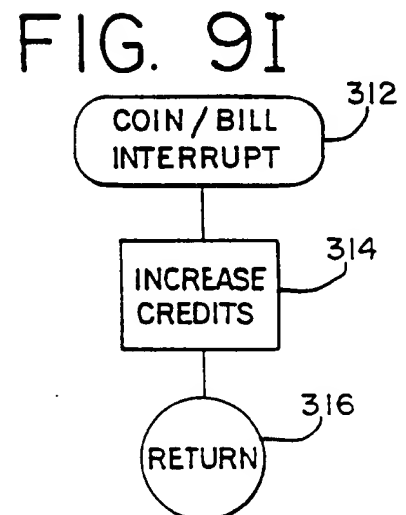 FIG. 9I
312
COIN / BILL
INTERRUPT
314
INCREASE
CREDITS
316
RETURN